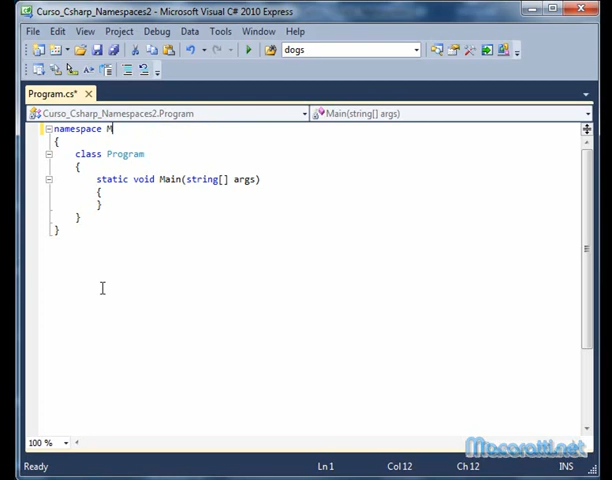 Curso_Csharp_Namespaces2 - Microsoft Visual C# 2010 Express
File Edit View Project Debug Data Tools Window Help
dogs
Program.cs*
Curso_Csharp_Namespaces2.Program
Main(string[] args)
namespace M
{
class Program
{
static void Main(string[] args)
{
}
}
}
100 %
Macoratti.net
Ready Ln 1 Col 12 Ch 12 INS